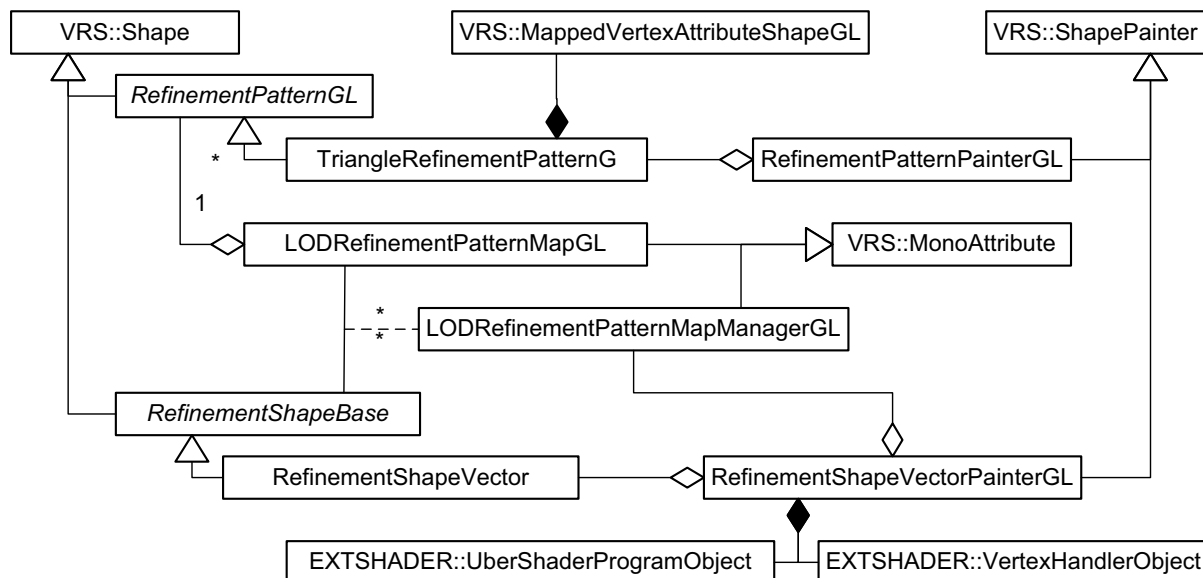 VRS::Shape
VRS::MappedVertexAttributeShapeGL
VRS::ShapePainter
RefinementPatternGL
*
TriangleRefinementPatternG
RefinementPatternPainterGL
1
LODRefinementPatternMapGL
VRS::MonoAttribute
*
*
LODRefinementPatternMapManagerGL
RefinementShapeBase
RefinementShapeVector
RefinementShapeVectorPainterGL
EXTSHADER::UberShaderProgramObject
EXTSHADER::VertexHandlerObject